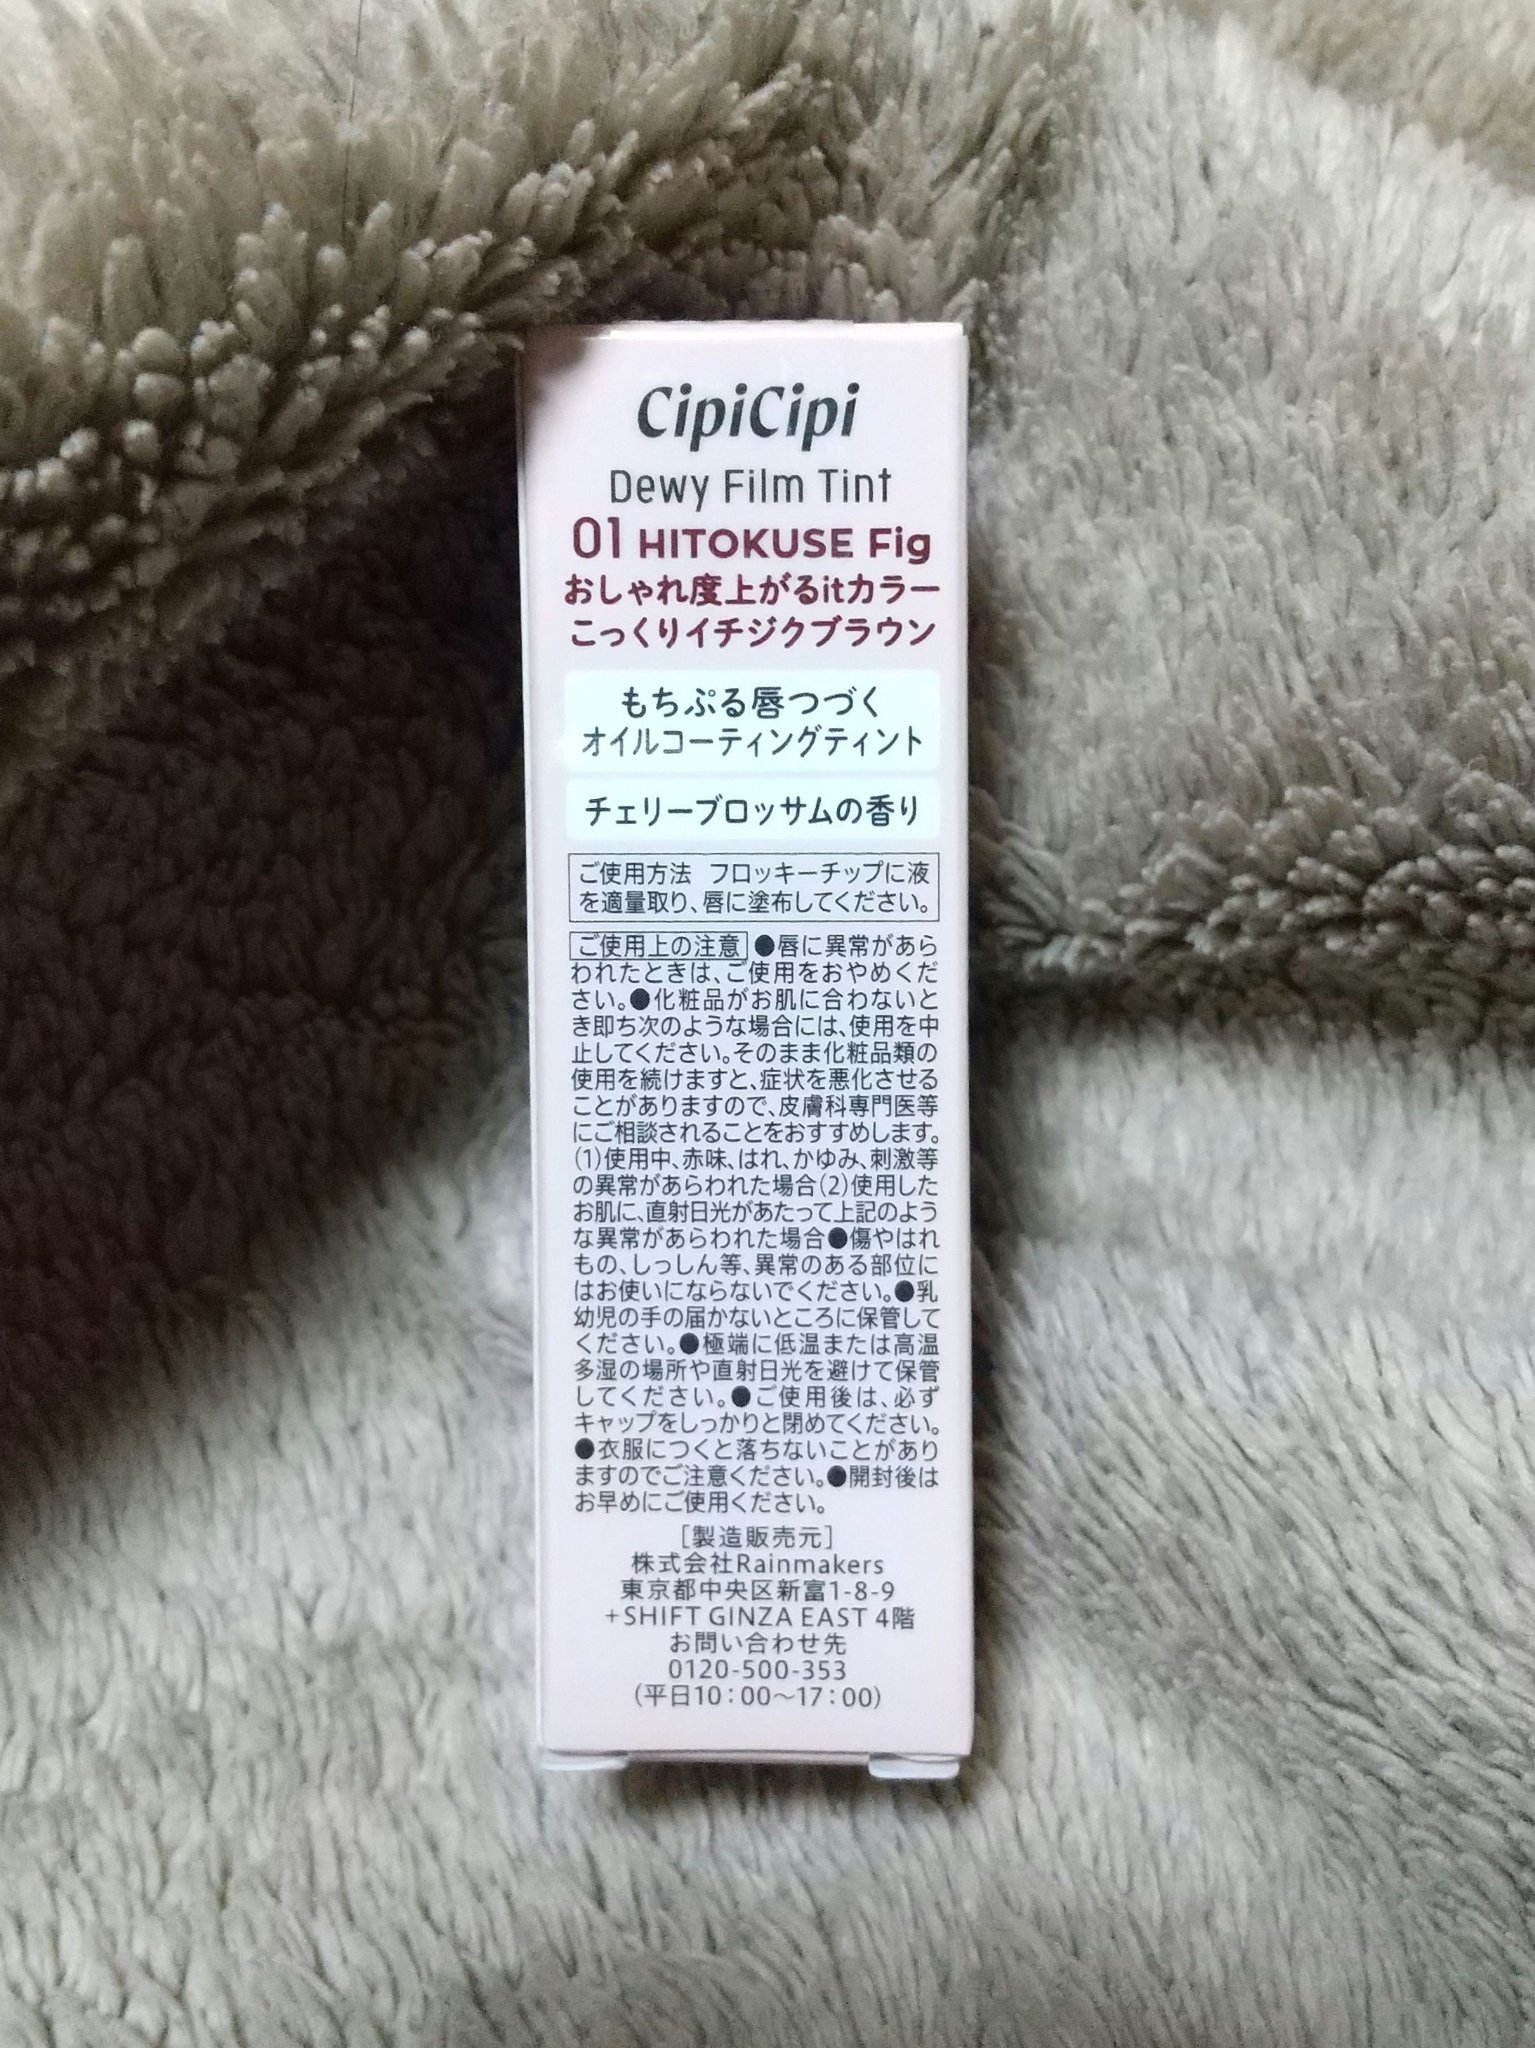 CipiCipi
Dewy Film Tint
01 HITOKUSE Fig
おしゃれ度上がるitカラー
こっくりイチジクブラウン
もちぷる唇つづく
オイルコーティングティント
チェリーブロッサムの香り
ご使用方法 フロッキーチップに液
を適量取り、唇に塗布してください。
ご使用上の注意 ●唇に異常があら
われたときは、ご使用をおやめくだ
さい。●化粧品がお肌に合わないと
き即ち次のような場合には、使用を中
止してください。そのまま化粧品類の
使用を続けますと、症状を悪化させる
ことがありますので、皮膚科専門医等
にご相談されることをおすすめします。
(1)使用中、赤味、はれ、かゆみ、刺激等
の異常があらわれた場合(2)使用した
お肌に、直射日光があたって上記のよう
な異常があらわれた場合●傷やはれ
もの、しっしん等、異常のある部位に
はお使いにならないでください。●乳
幼児の手の届かないところに保管して
ください。●極端に低温または高温
多湿の場所や直射日光を避けて保管
してください。●ご使用後は、必ず
キャップをしっかりと閉めてください。
●衣服につくと落ちないことがあり
ますのでご注意ください。●開封後は
お早めにご使用ください。
[製造販売元]
株式会社Rainmakers
東京都中央区新富1-8-9
+SHIFT GINZA EAST 4階
お問い合わせ先
0120-500-353
(平日10:00～17:00)